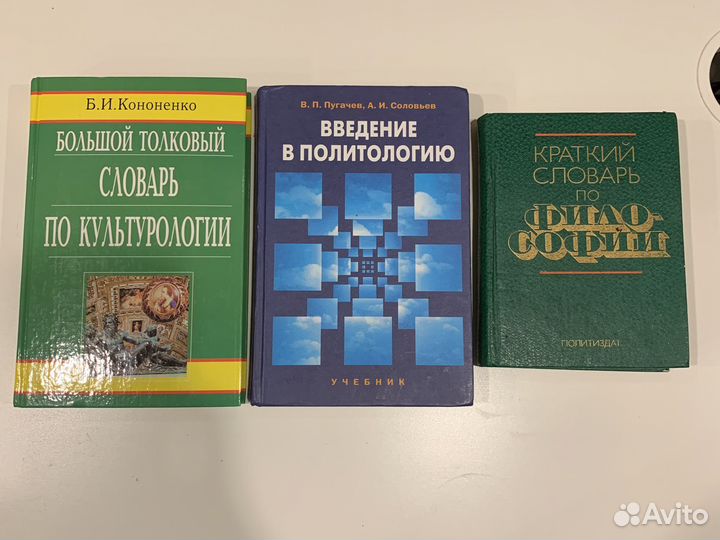 Б.И.Кононенко
БОЛЬШОЙ ТОЛКОВЫЙ
СЛОВАРЬ
ПО КУЛЬТУРОЛОГИИ
В. П. Пугачев, А. И. Соловьев
ВВЕДЕНИЕ
В ПОЛИТОЛОГИЮ
УЧЕБНИК
КРАТКИЙ
СЛОВАРЬ
ПО
ФИЛО-
СОФИИ
ПОЛИТИЗДАТ
Avito